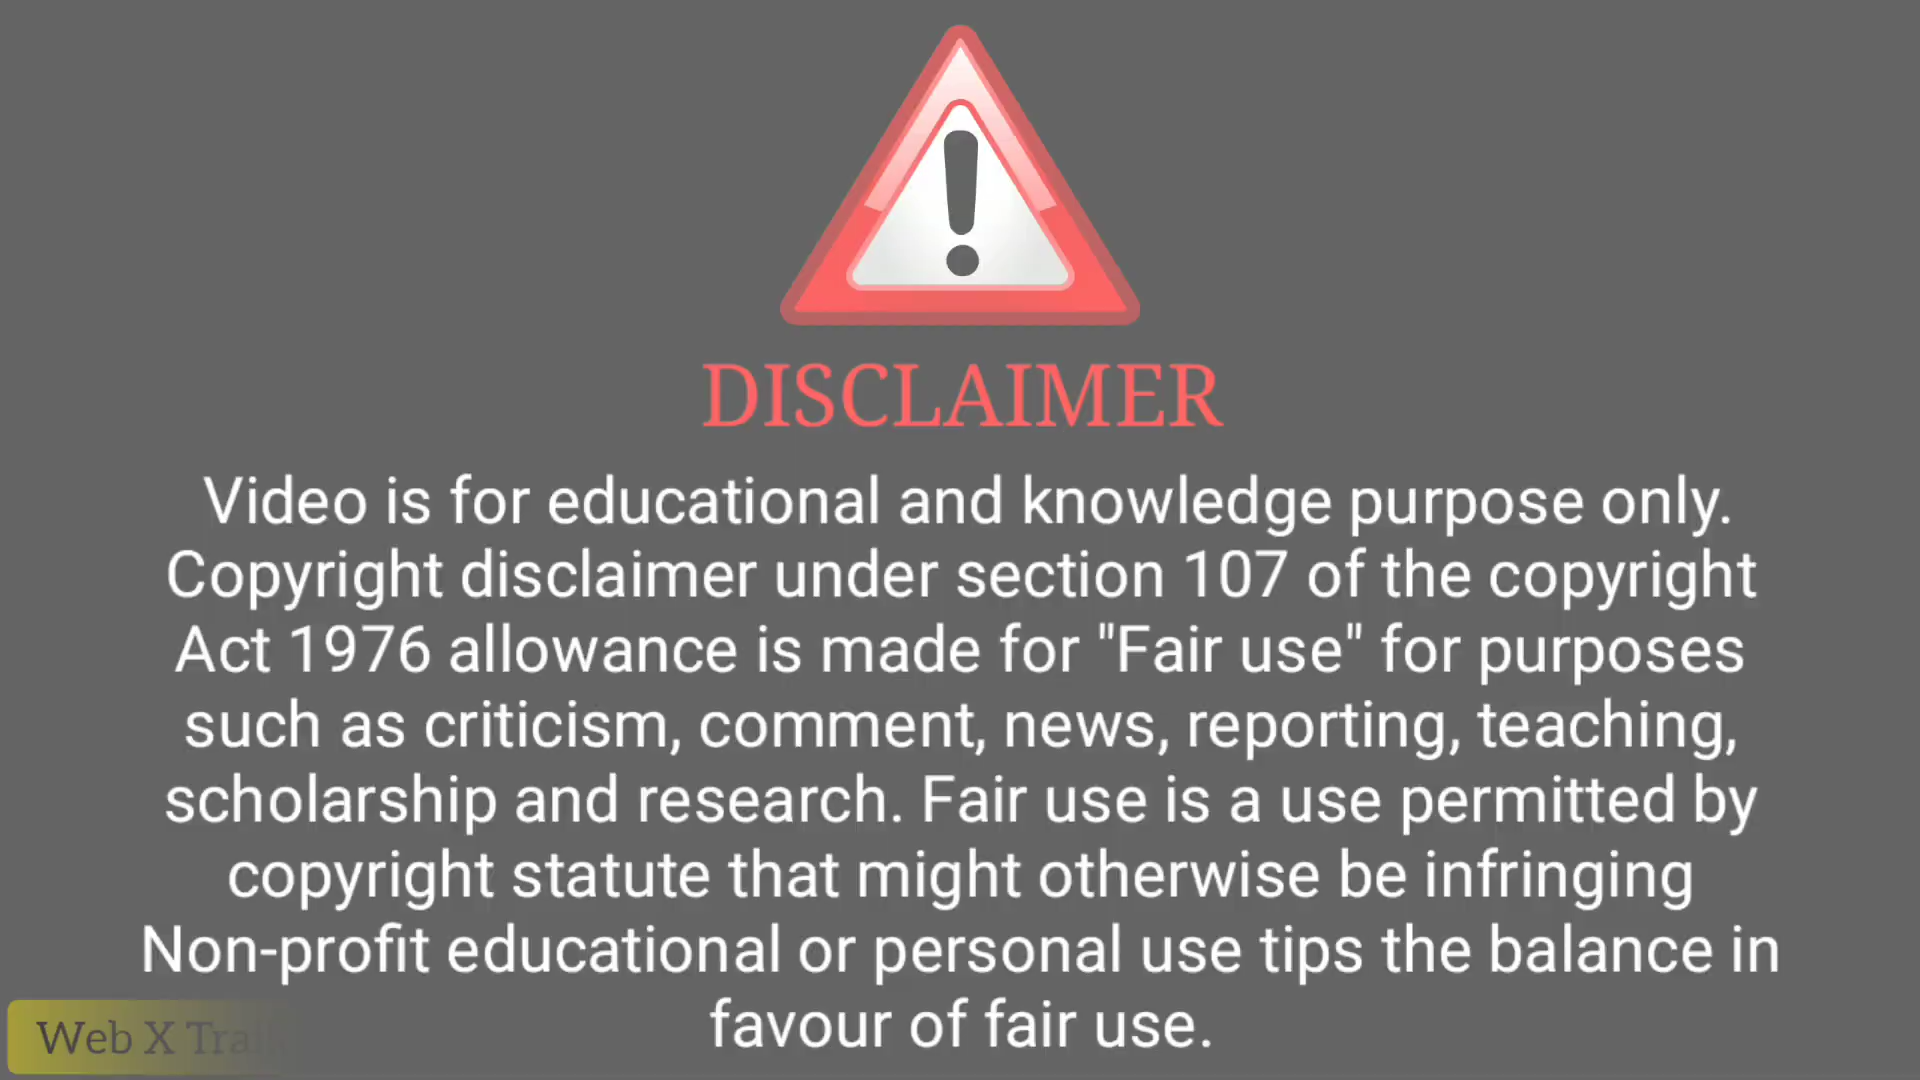 DISCLAIMER
Video is for educational and knowledge purpose only.
Copyright disclaimer under section 107 of the copyright
Act 1976 allowance is made for "Fair use" for purposes
such as criticism, comment, news, reporting, teaching,
scholarship and research. Fair use is a use permitted by
copyright statute that might otherwise be infringing
Non-profit educational or personal use tips the balance in
favour of fair use.
Web X